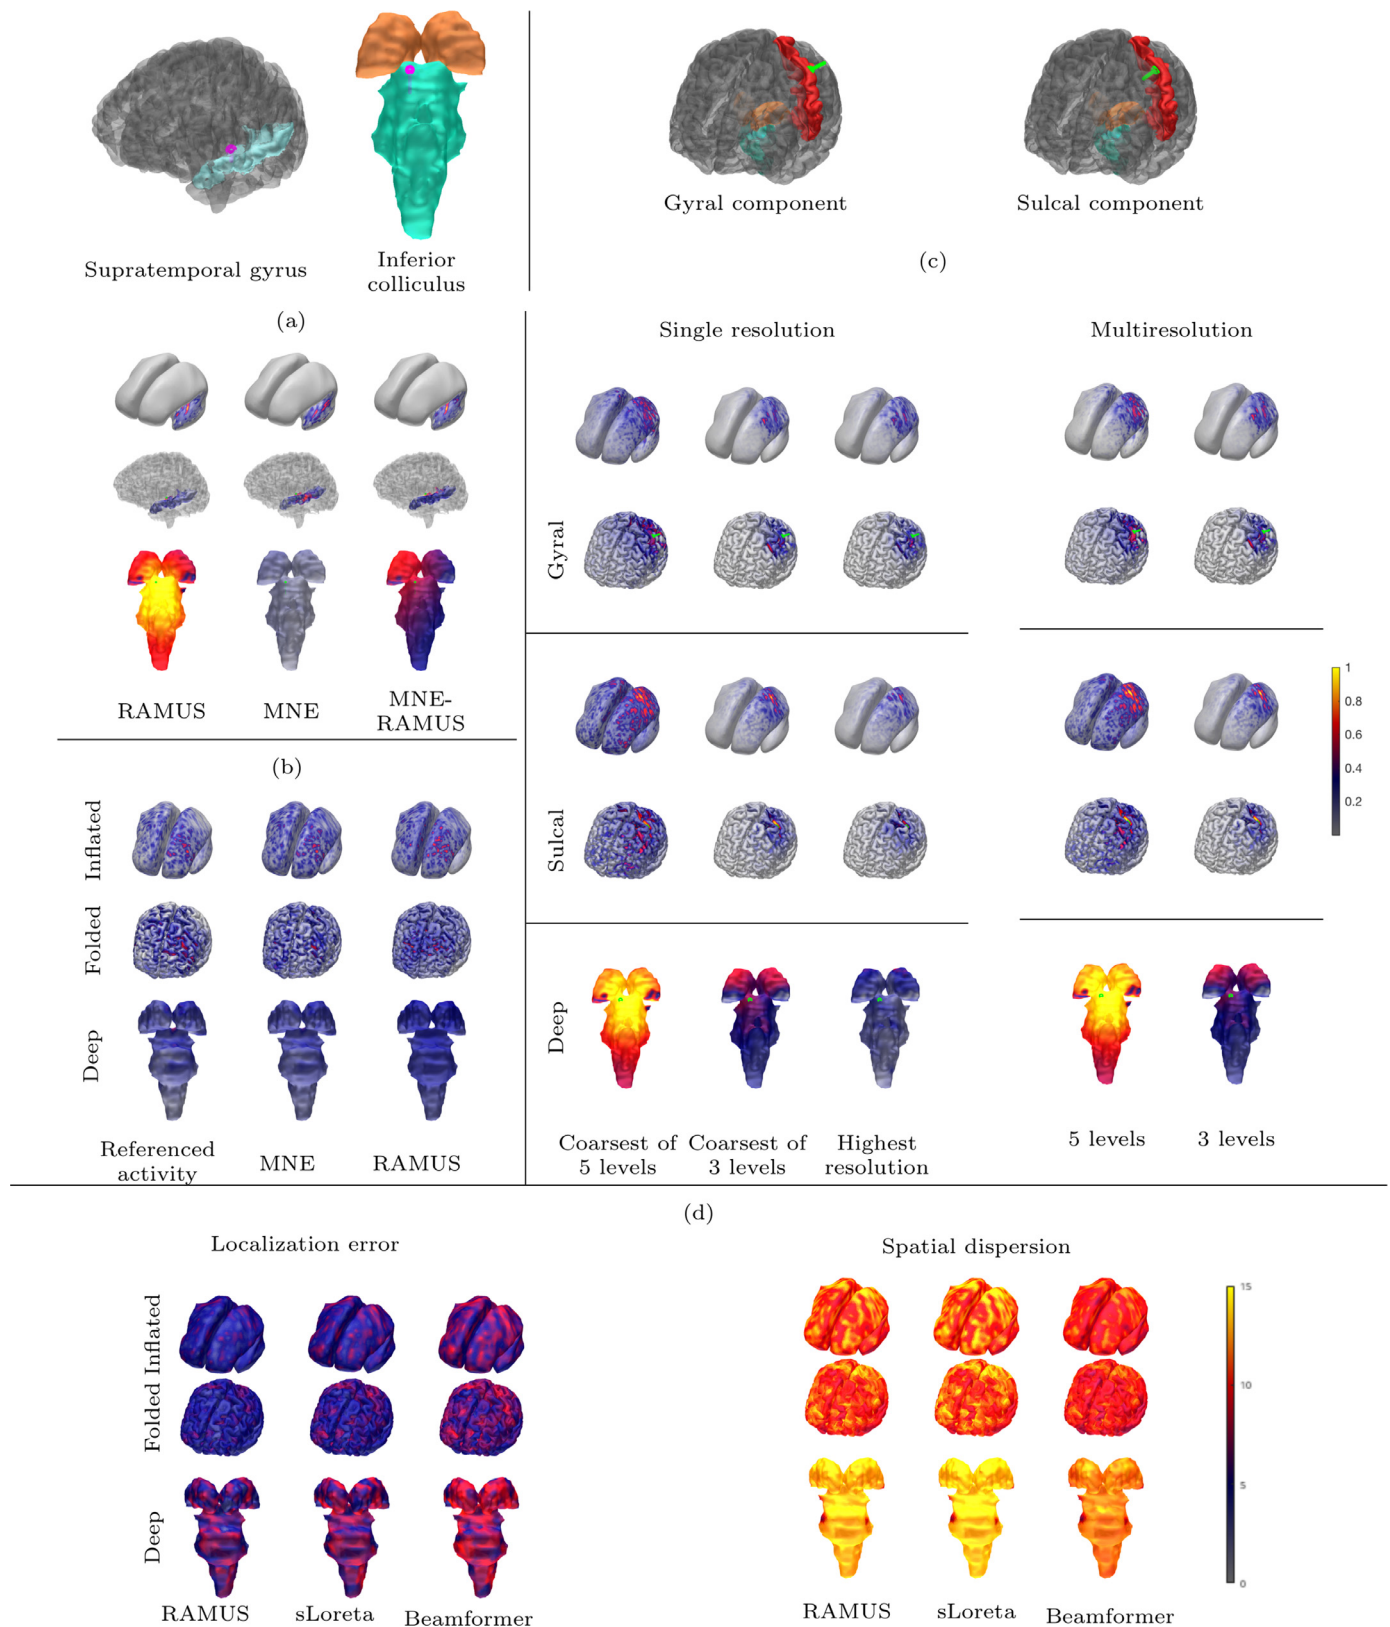 Supratemporal gyrus
Inferior
colliculus
(a)
Gyral component
Sulcal component
(c)
RAMUS
MNE
MNE-
RAMUS
(b)
Inflated
Folded
Deep
Referenced
activity
MNE
RAMUS
Single resolution
Multiresolution
Gyral
Sulcal
Deep
1
0.8
0.6
0.4
0.2
Coarsest of
5 levels
Coarsest of
3 levels
Highest
resolution
5 levels
3 levels
(d)
Localization error
Spatial dispersion
Inflated
Folded
Deep
RAMUS
sLoreta
Beamformer
RAMUS
sLoreta
Beamformer
15
10
5
0